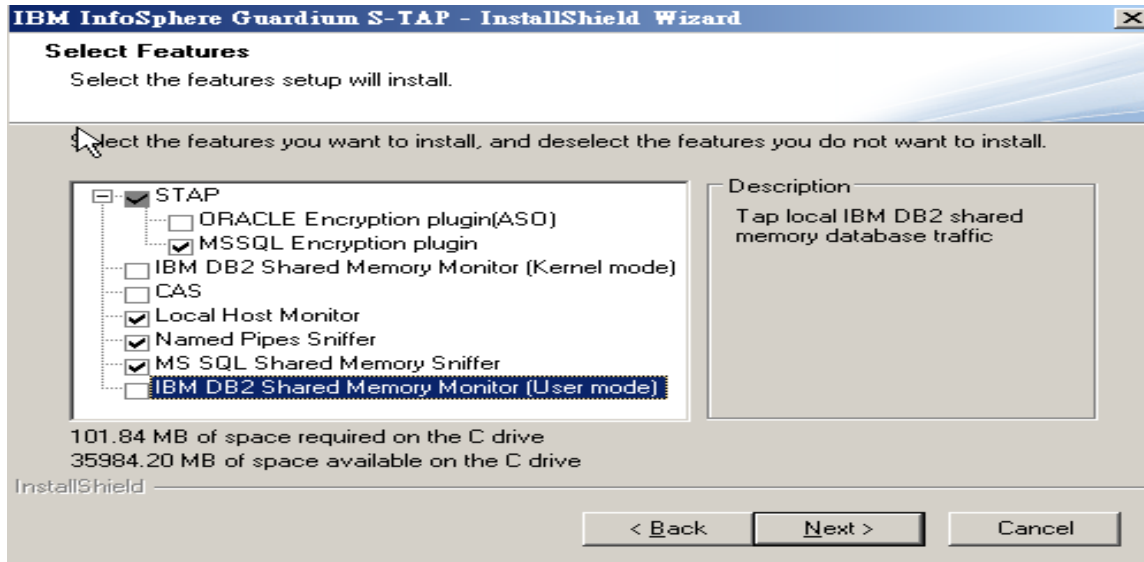 IBM InfoSphere Guardium S-TAP - InstallShield Wizard
Select Features
Select the features setup will install.
Select the features you want to install, and deselect the features you do not want to install.
STAP
ORACLE Encryption plugin(ASO)
MSSQL Encryption plugin
IBM DB2 Shared Memory Monitor (Kernel mode)
CAS
Local Host Monitor
Named Pipes Sniffer
MS SQL Shared Memory Sniffer
IBM DB2 Shared Memory Monitor (User mode)
Description
Tap local IBM DB2 shared
memory database traffic
101.84 MB of space required on the C drive
35984.20 MB of space available on the C drive
InstallShield
< Back
Next >
Cancel